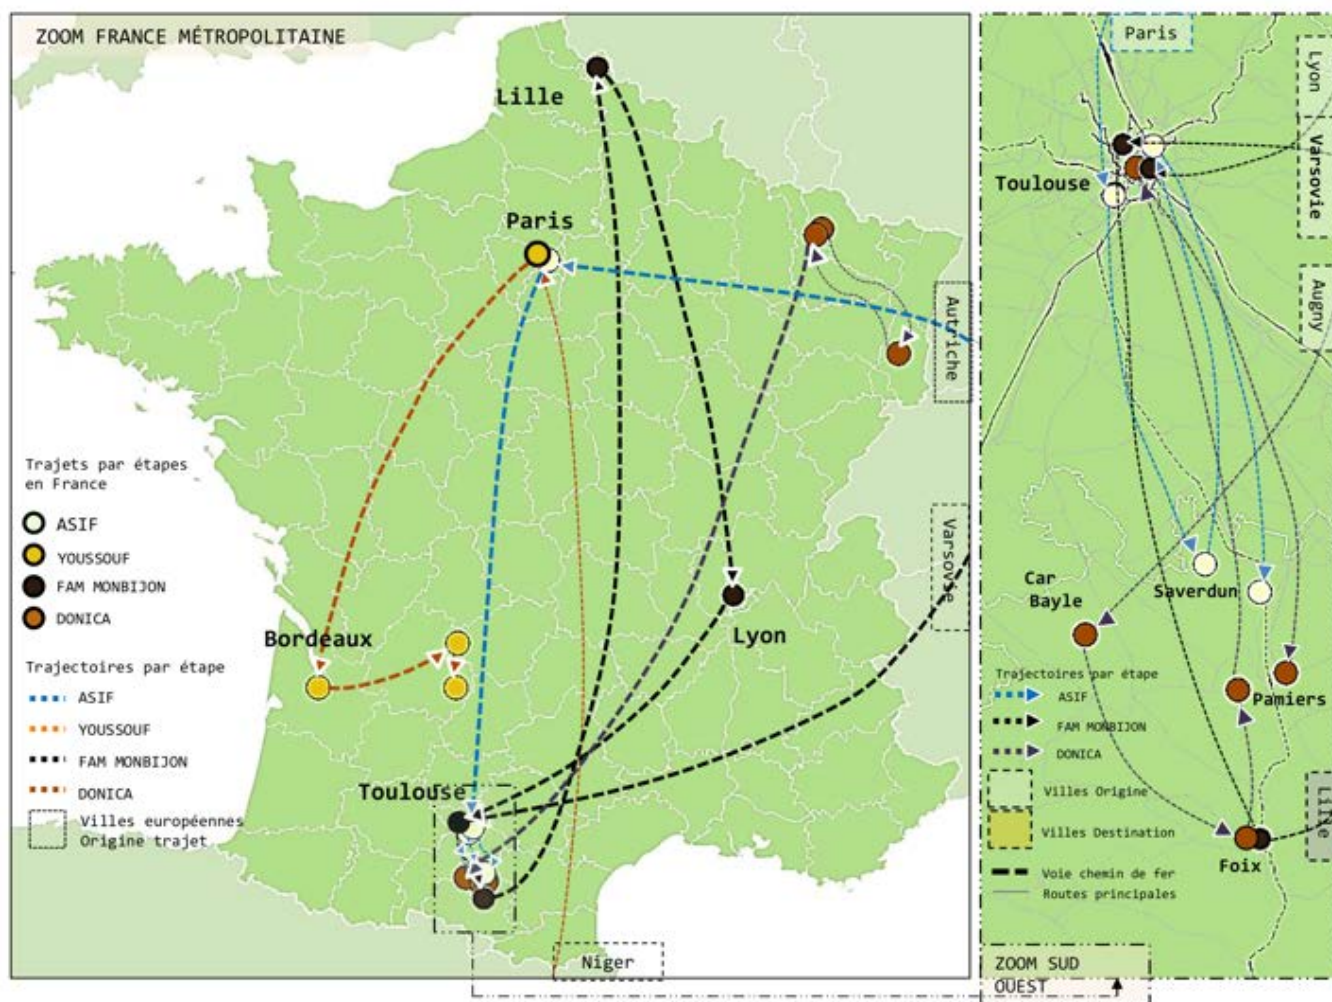 ZOOM FRANCE MÉTROPOLITAINE
Lille
Paris
Autriche
Trajets par étapes
en France
ASIF
YOUSSOUF
FAM MONBIJON
DONICA
Varsovie
Bordeaux
Lyon
Trajectoires par étape
ASIF
YOUSSOUF
FAM MONBIJON
DONICA
Villes européennes
Origine trajet
Toulouse
Niger
Paris
Lyon
Varsovie
Toulouse
Augny
Car
Bayle
Saverdun
Pamiers
Trajectoires par étape
ASIF
FAM MONBIJON
DONICA
Villes Origine
Villes Destination
Lille
Foix
Voie chemin de fer
Routes principales
ZOOM SUD
OUEST